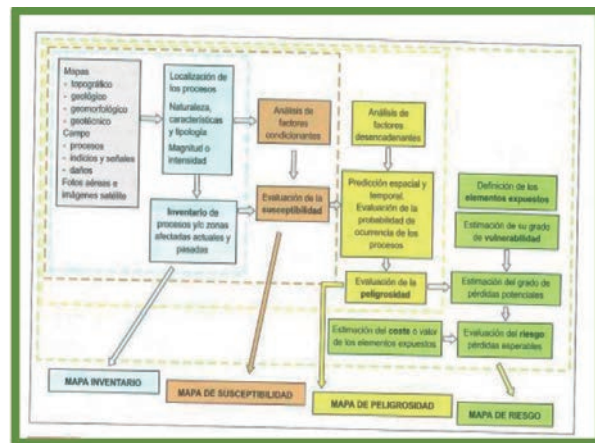 Mapas
- topográfico
- geológico
- geomorfológico
- geotécnico
Campo
- procesos
- indicios y señales
- daños
Fotos aéreas e
imágenes satélite
Localización de
los procesos
Naturaleza,
características
y tipología
Magnitud o
intensidad
Inventario de
procesos y/o zonas
afectadas actuales y
pasadas
Análisis de
factores
condicionantes
Evaluación de la
susceptibilidad
Análisis de
factores
desencadenantes
Predicción espacial y
temporal.
Evaluación de la
probabilidad de
ocurrencia de los
procesos
Evaluación de la
peligrosidad
Definición de los
elementos expuestos
Estimación de su grado
de vulnerabilidad
Estimación del grado de
pérdidas potenciales
Estimación del coste o valor
de los elementos expuestos
Evaluación del riesgo
pérdidas esperables
MAPA INVENTARIO
MAPA DE SUSCEPTIBILIDAD
MAPA DE PELIGROSIDAD
MAPA DE RIESGO